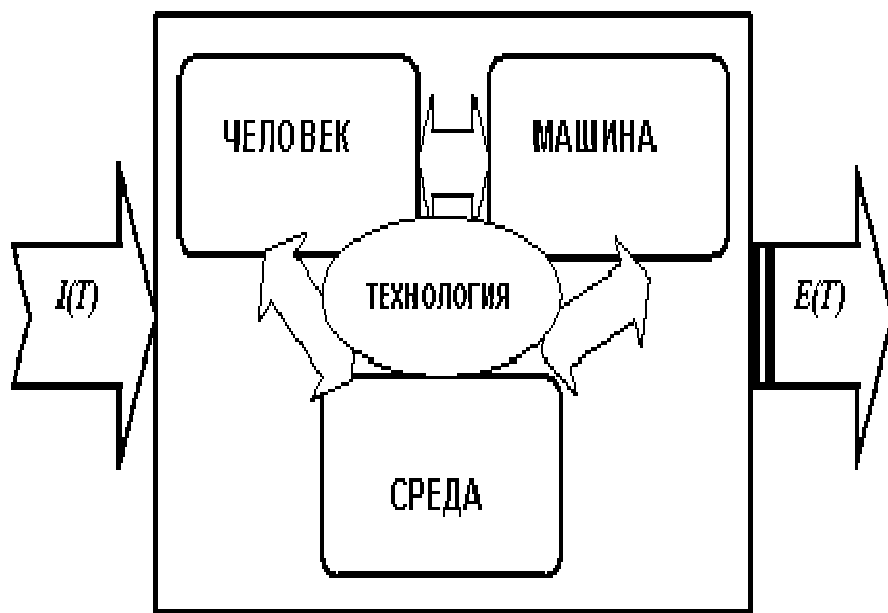 ЧЕЛОВЕК
МАШИНА
I(T)
ТЕХНОЛОГИЯ
E(T)
СРЕДА